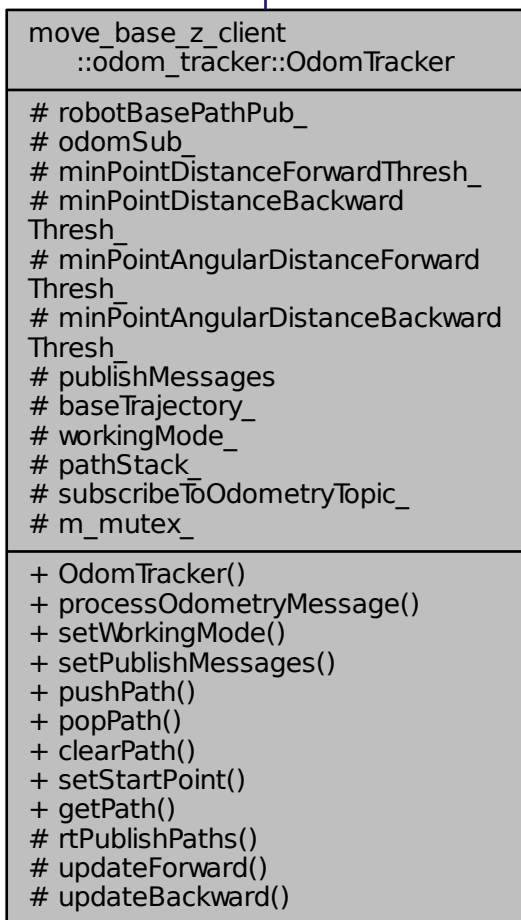 move_base_z_client
::odom_tracker::OdomTracker
# robotBasePathPub_
# odomSub_
# minPointDistanceForwardThresh_
# minPointDistanceBackward
Thresh_
# minPointAngularDistanceForward
Thresh_
# minPointAngularDistanceBackward
Thresh_
# publishMessages
# baseTrajectory_
# workingMode_
# pathStack_
# subscribeToOdometryTopic_
# m_mutex_
+ OdomTracker()
+ processOdometryMessage()
+ setWorkingMode()
+ setPublishMessages()
+ pushPath()
+ popPath()
+ clearPath()
+ setStartPoint()
+ getPath()
# rtPublishPaths()
# updateForward()
# updateBackward()